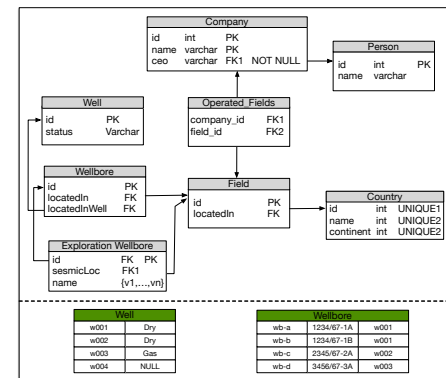 Company
id int PK
name varchar PK
ceo varchar FK1 NOT NULL
Person
id int PK
name varchar
Well
id PK
status Varchar
Operated_Fields
company_id FK1
field_id FK2
Wellbore
id PK
locatedIn FK
locatedInWell FK
Field
id PK
locatedIn FK
Country
id int UNIQUE1
name int UNIQUE2
continent int UNIQUE2
Exploration Wellbore
id FK PK
sesmicLoc FK1
name {v1,...,vn}
Well
w001 Dry
w002 Dry
w003 Gas
w004 NULL
Wellbore
wb-a 1234/67-1A w001
wb-b 1234/67-1B w001
wb-c 2345/67-2A w002
wb-d 3456/67-3A w003